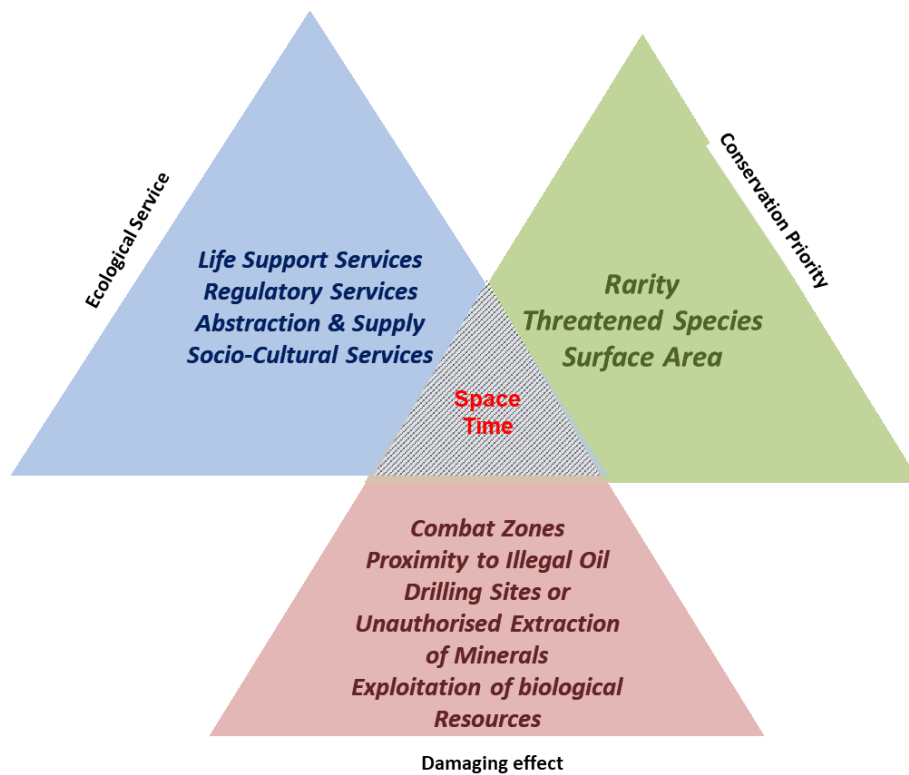 Ecological Service
Life Support Services
Regulatory Services
Abstraction & Supply
Socio-Cultural Services
Conservation Priority
Rarity
Threatened Species
Surface Area
Space
Time
Combat Zones
Proximity to Illegal Oil
Drilling Sites or
Unauthorised Extraction
of Minerals
Exploitation of biological
Resources
Damaging effect